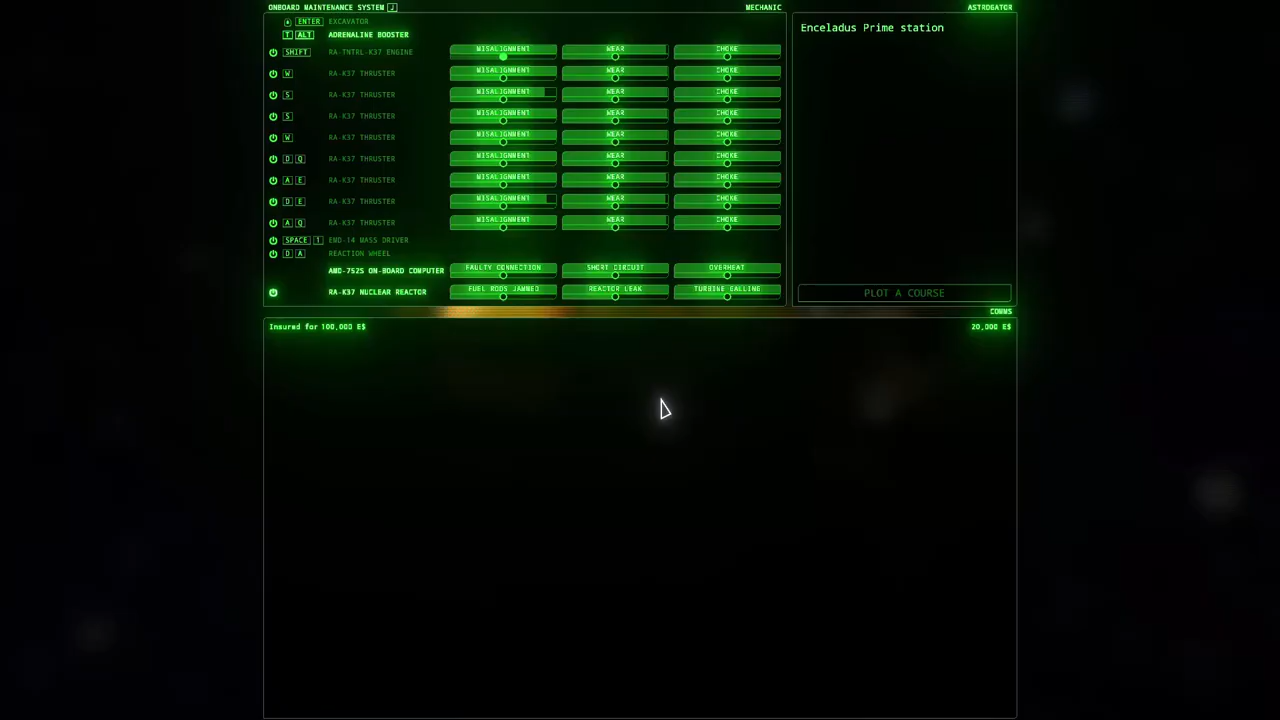 ONBOARD MAINTENANCE SYSTEM J MECHANIC
ENTER EXCAVATOR
T ALT ADRENALINE BOOSTER
SHIFT RA-TNTRL-K37 ENGINE MISALIGNMENT WEAR CHOKE
W RA-K37 THRUSTER MISALIGNMENT WEAR CHOKE
S RA-K37 THRUSTER MISALIGNMENT WEAR CHOKE
S RA-K37 THRUSTER MISALIGNMENT WEAR CHOKE
W RA-K37 THRUSTER MISALIGNMENT WEAR CHOKE
D Q RA-K37 THRUSTER MISALIGNMENT WEAR CHOKE
A E RA-K37 THRUSTER MISALIGNMENT WEAR CHOKE
D E RA-K37 THRUSTER MISALIGNMENT WEAR CHOKE
A Q RA-K37 THRUSTER MISALIGNMENT WEAR CHOKE
SPACE 1 EMD-14 MASS DRIVER
D A REACTION WHEEL
AMD-752S ON-BOARD COMPUTER FAULTY CONNECTION SHORT CIRCUIT OVERHEAT
RA-K37 NUCLEAR REACTOR FUEL RODS JAMMED REACTOR LEAK TURBINE GALLING
ASTROGATOR
Enceladus Prime station
PLOT A COURSE
COMMS
Insured for 100,000 E$ 20,000 E$